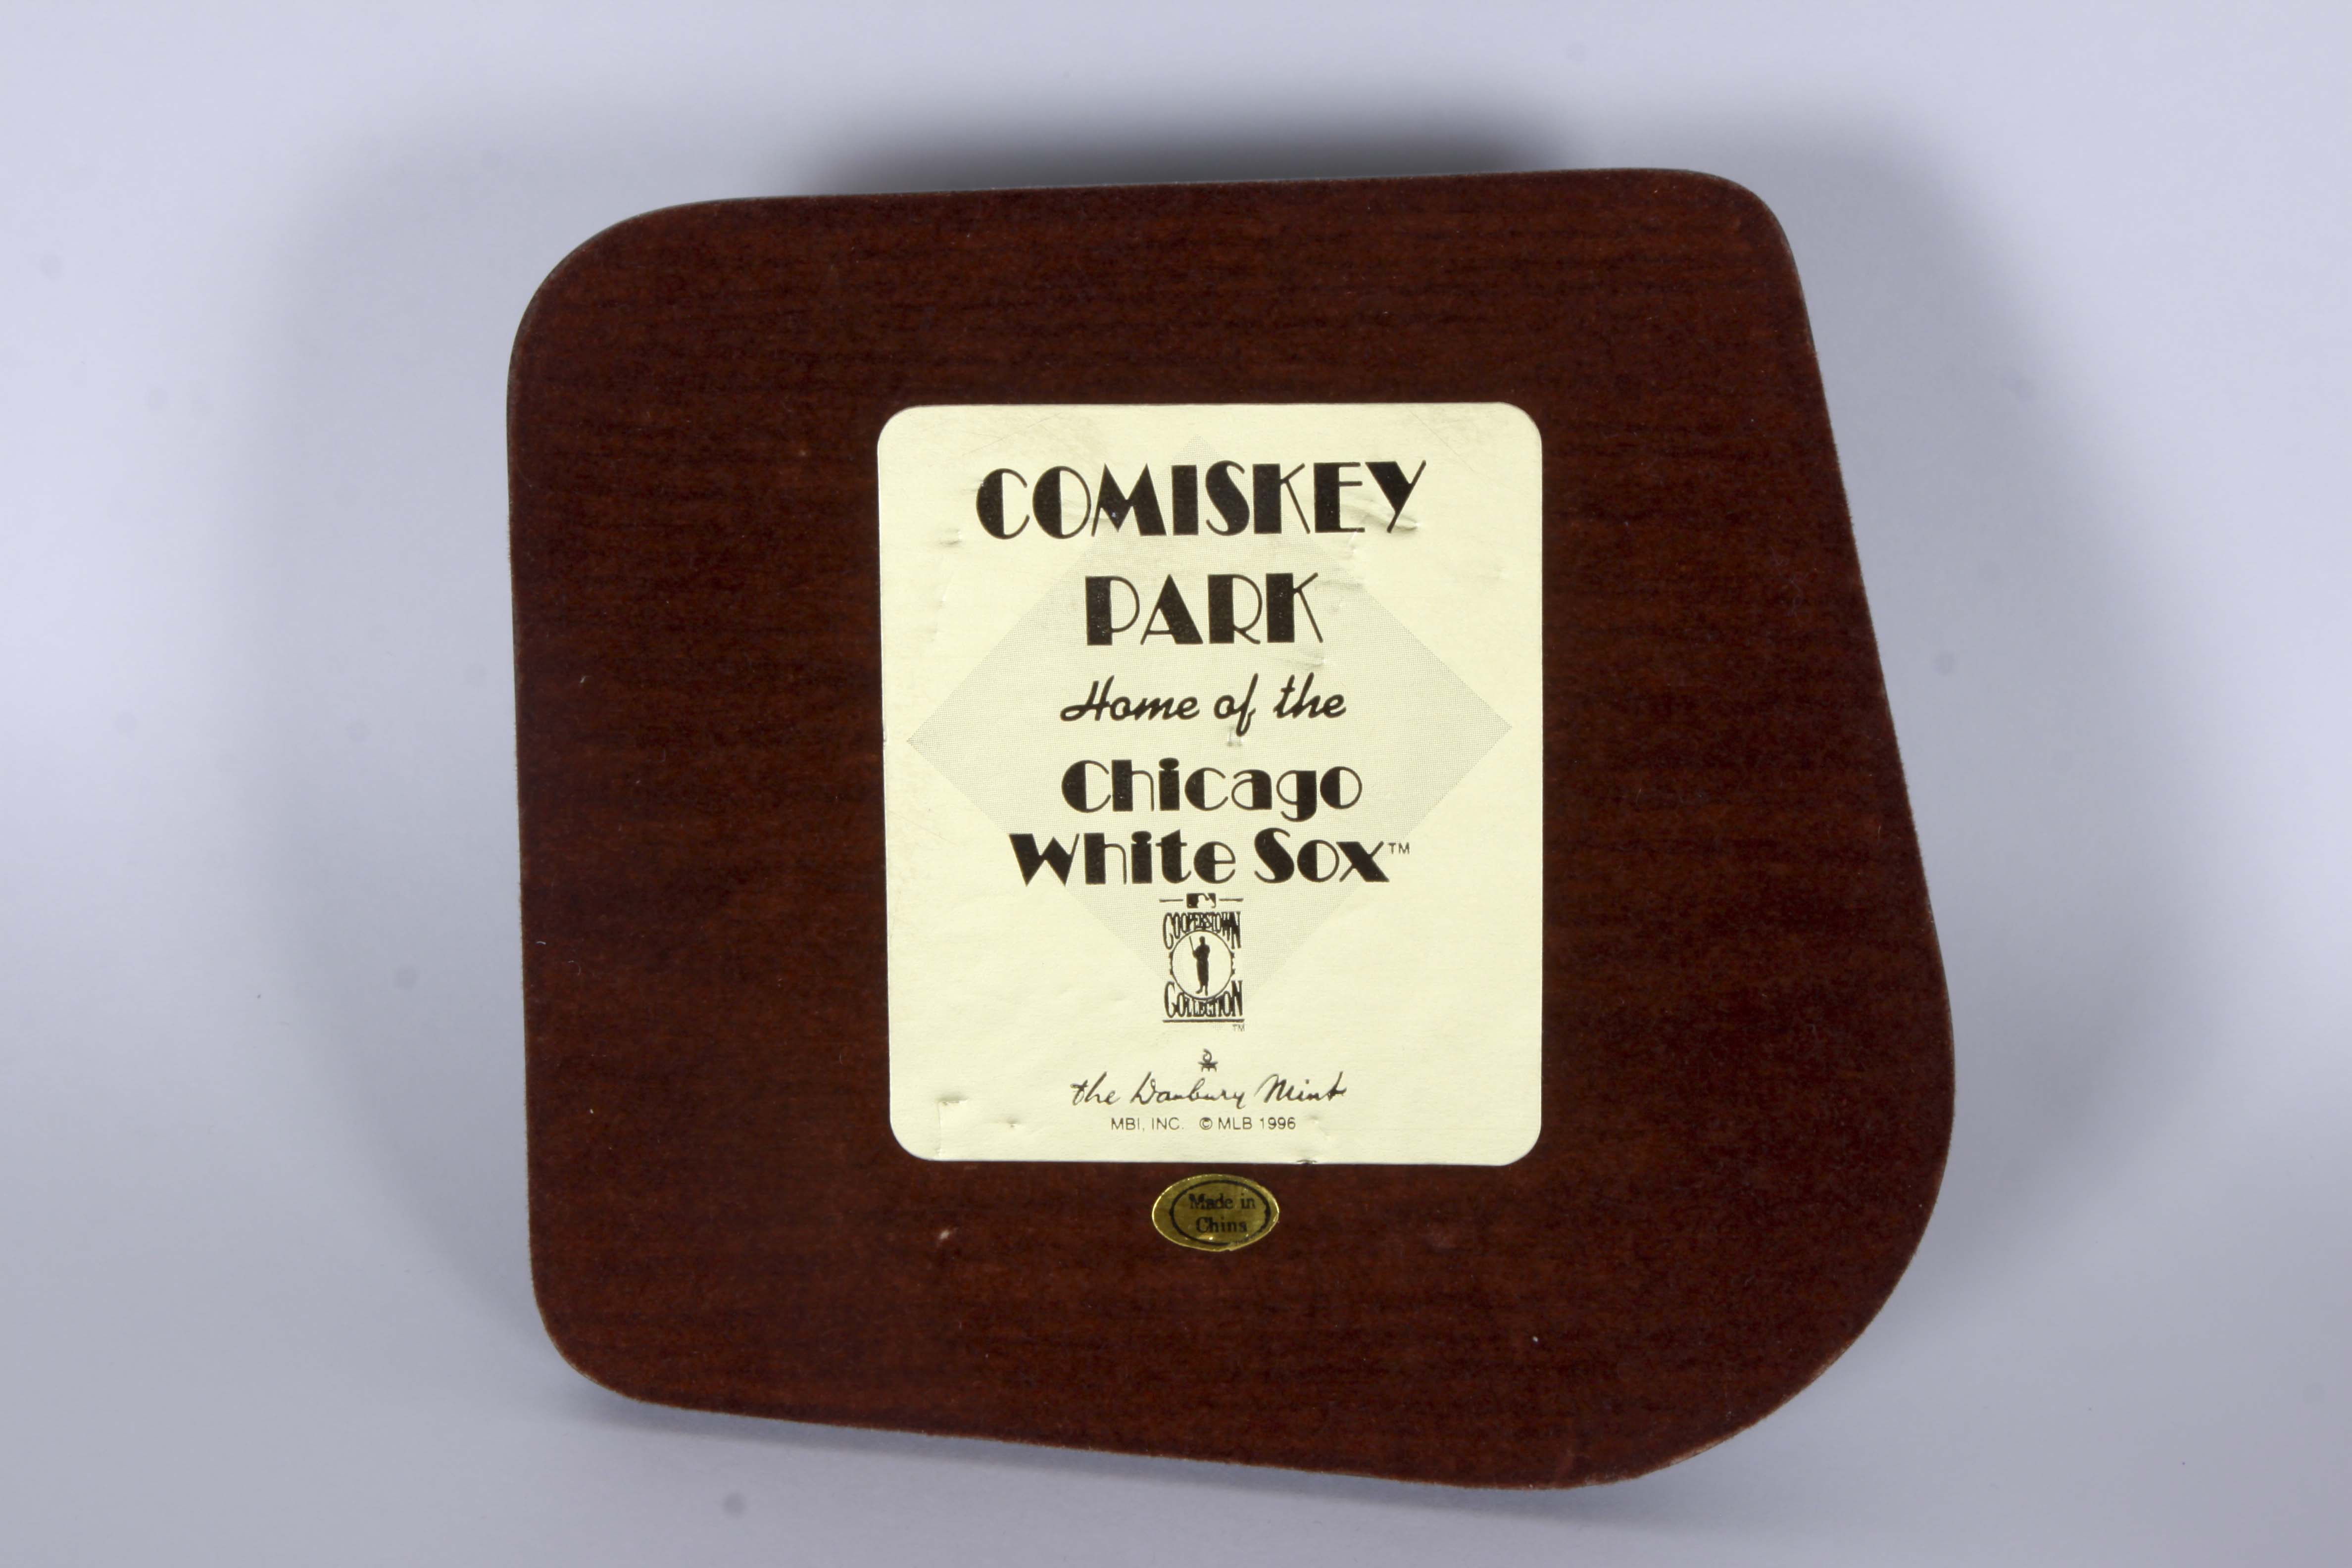 COMISKEY
PARK
Home of the
Chicago
White Sox™
COOPERSTOWN
COLLECTION
TM
the Danbury Mint
MBI, INC. © MLB 1996
Made in
China